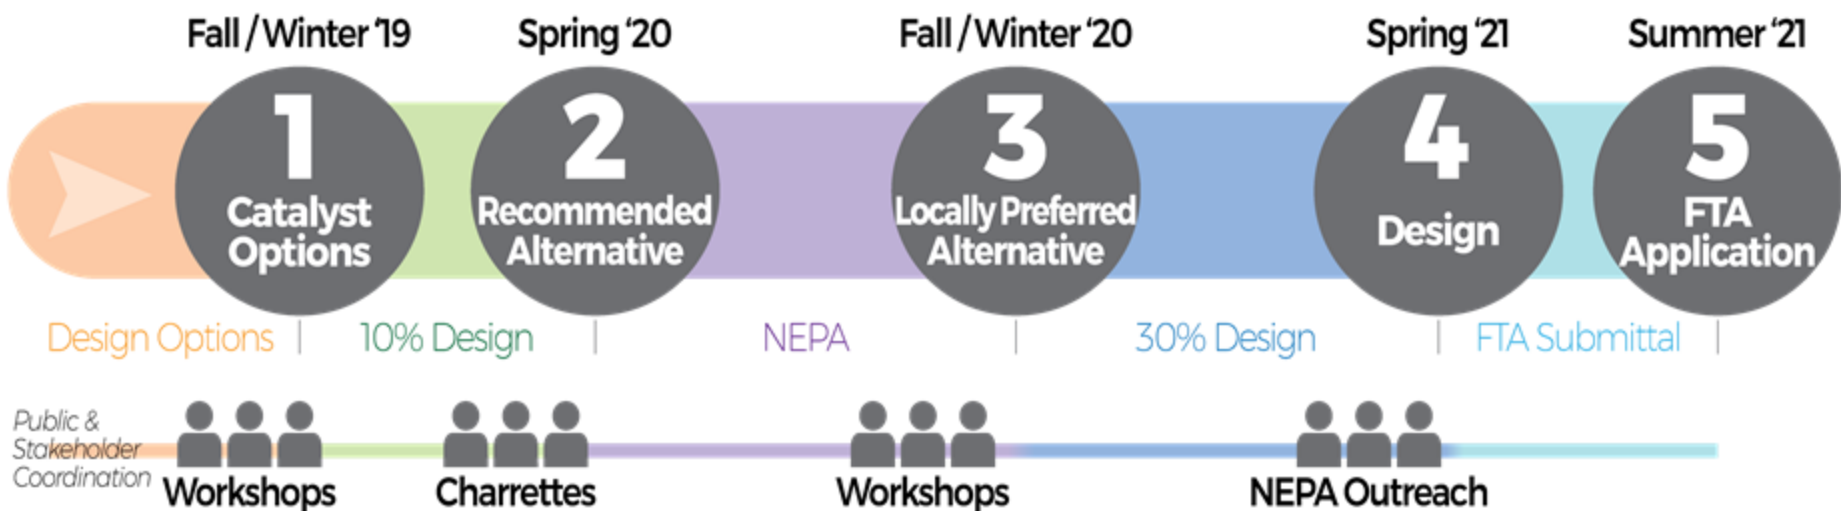 Fall / Winter ‘19
Spring ‘20
Fall / Winter ‘20
Spring ‘21
Summer ‘21
1
Catalyst
Options
2
Recommended
Alternative
3
Locally Preferred
Alternative
4
Design
5
FTA
Application
Design Options
10% Design
NEPA
30% Design
FTA Submittal
Public &
Stakeholder
Coordination
Workshops
Charrettes
Workshops
NEPA Outreach